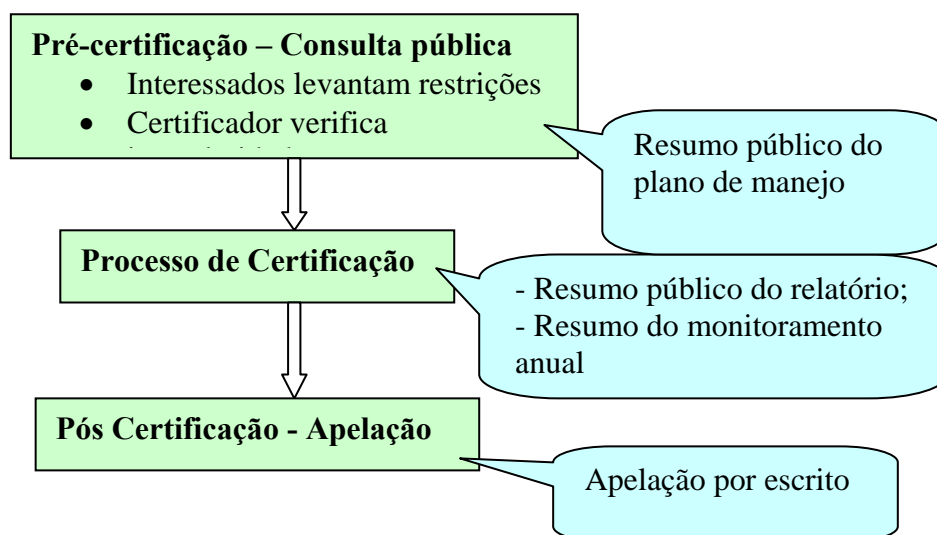 Pré-certificação – Consulta pública
• Interessados levantam restrições
• Certificador verifica
Resumo público do
plano de manejo
Processo de Certificação
- Resumo público do relatório;
- Resumo do monitoramento
anual
Pós Certificação - Apelação
Apelação por escrito